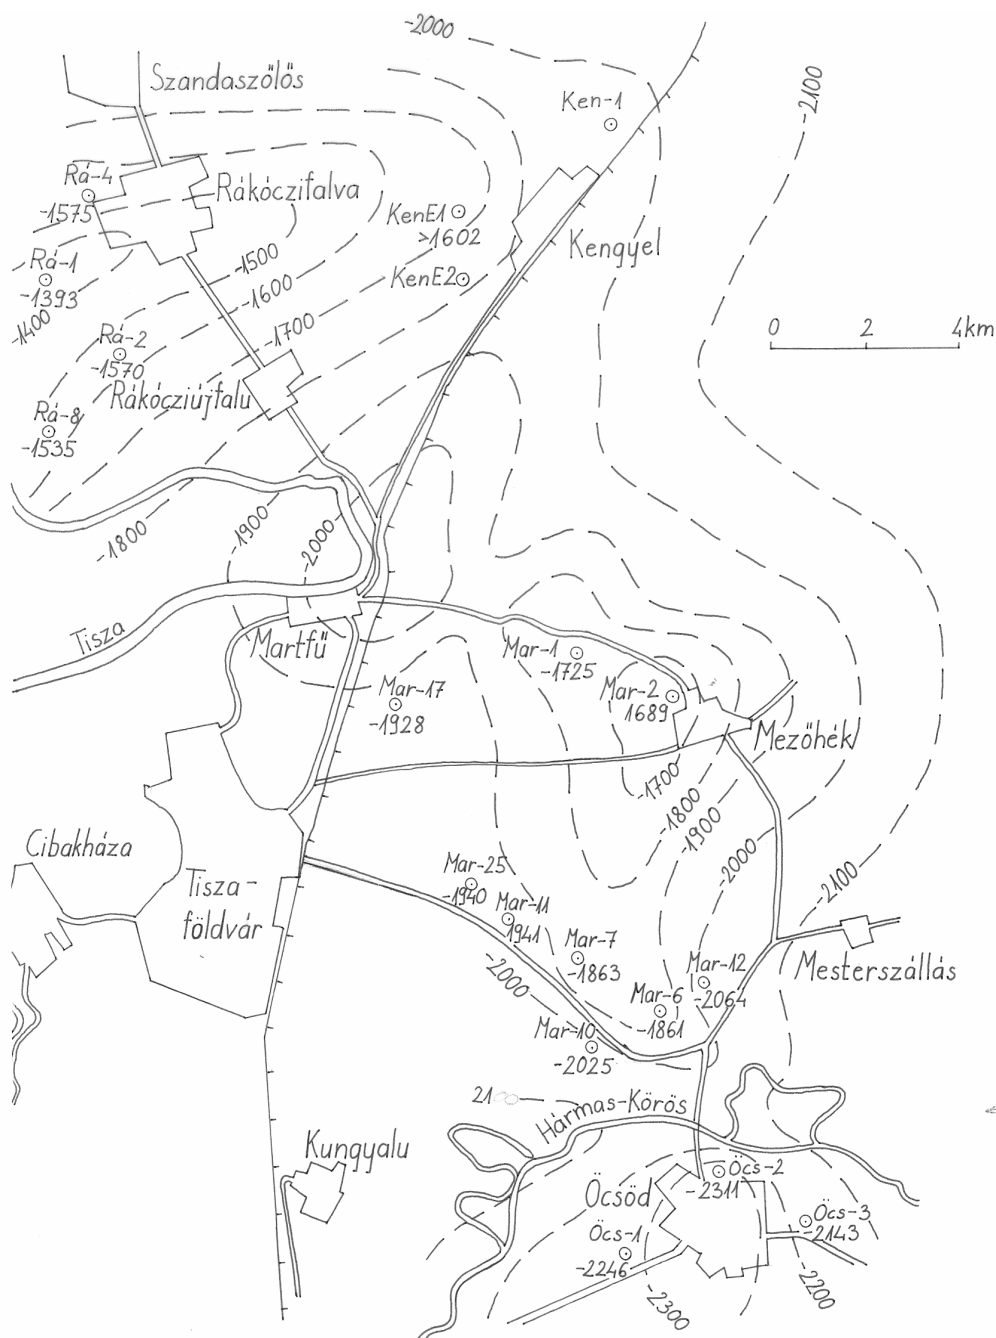 -2000
-2100
Szandaszőlős
Ken-1
Rá-4
-1575
Rákóczifalva
KenE1
>1602
Kengyel
Rá-1
-1393
-1400
-1500
-1600
-1700
KenE2
0 2 4km
Rá-2
-1570
Rákócziújfalu
Rá-8
-1535
-1800
-1900
-2000
Tisza
Martfű
Mar-1
-1725
Mar-17
-1928
Mar-2
1689
Mezőhék
-1700
-1800
-1900
-2000
-2100
Cibakháza
Tisza-
földvár
Mar-25
-1940
Mar-11
1941
Mar-7
-1863
-2000
Mar-12
-2064
Mesterszállás
Mar-6
-1861
Mar-10
-2025
2100
Hármas-Körös
Kungyalu
Öcsöd
Öcs-2
-2311
Öcs-3
-2143
Öcs-1
-2246
-2200
-2300